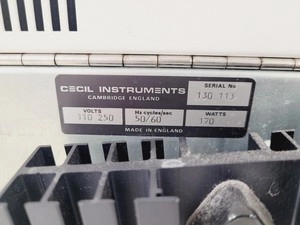 CECIL INSTRUMENTS
CAMBRIDGE ENGLAND
SERIAL No
130 113
VOLTS
110 250
Hz cycles/sec
50/60
WATTS
170
MADE IN ENGLAND